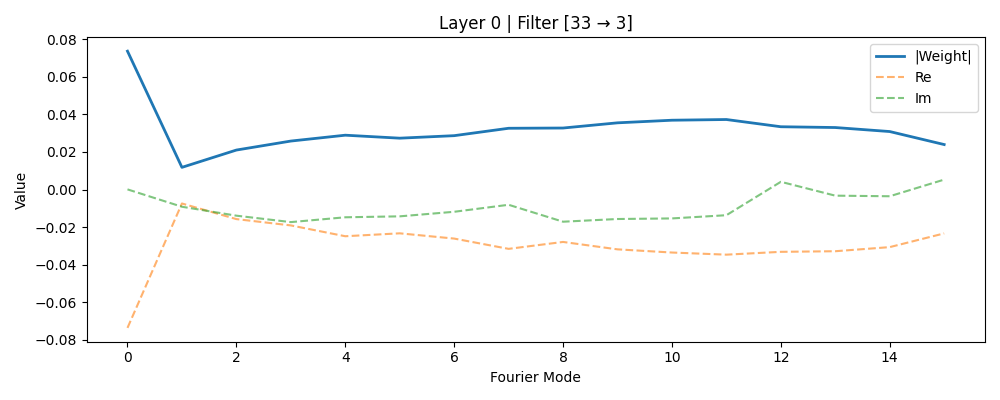 Layer 0 | Filter [33 → 3]
0.08
0.06
0.04
0.02
0.00
−0.02
−0.04
−0.06
−0.08
Value
|Weight|
Re
Im
0 2 4 6 8 10 12 14
Fourier Mode